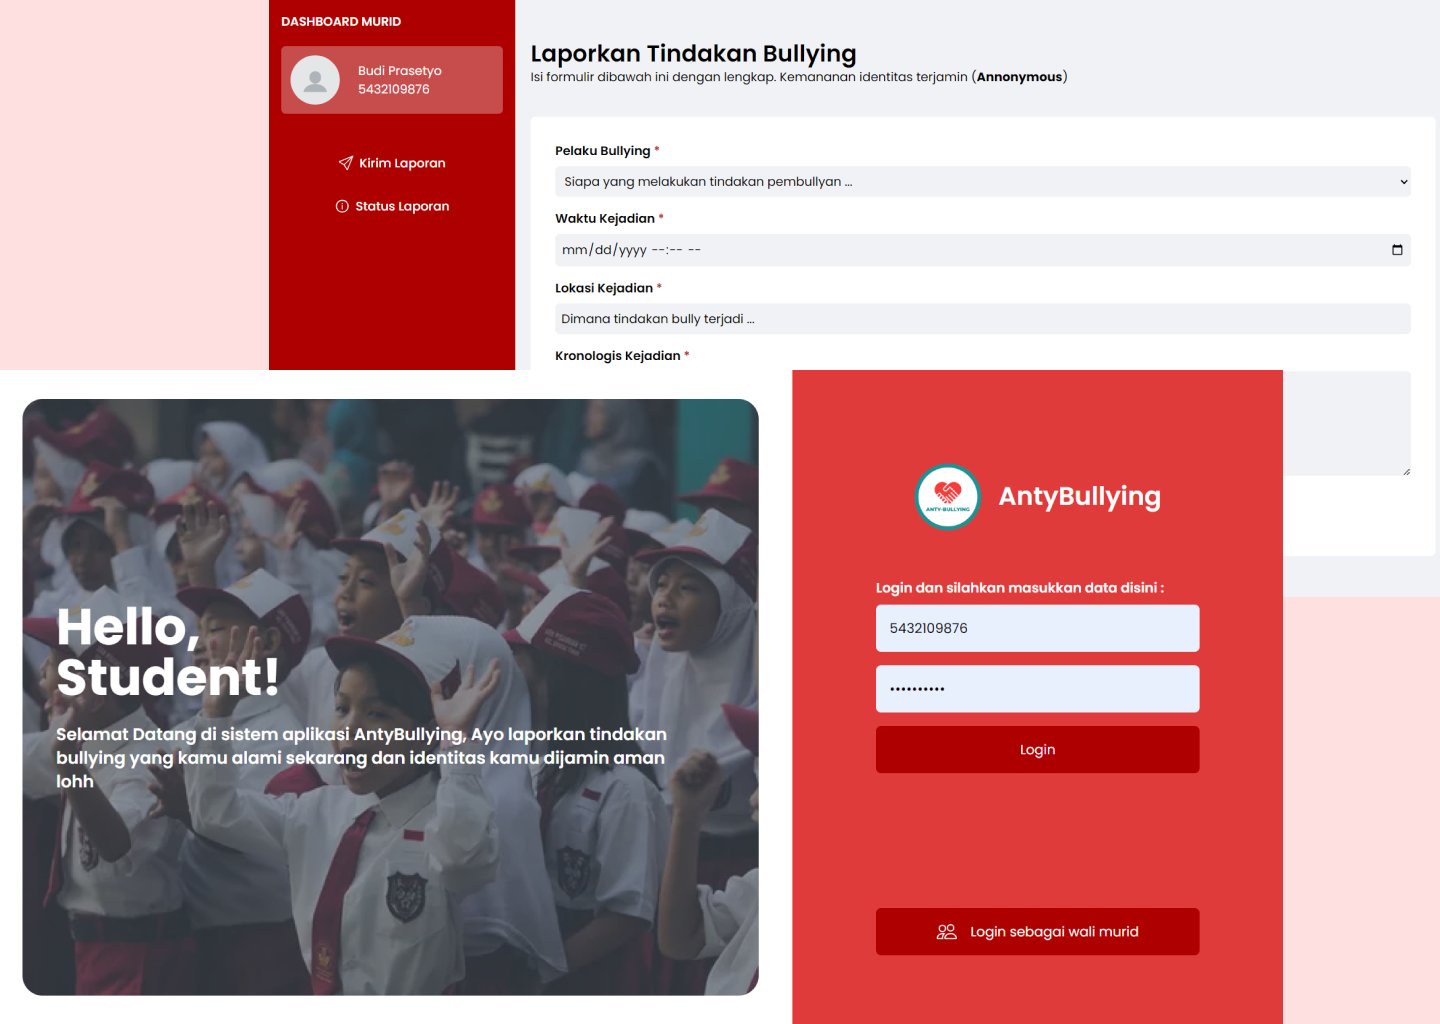 DASHBOARD MURID
Budi Prasetyo
5432109876
Kirim Laporan
Status Laporan
Laporkan Tindakan Bullying
Isi formulir dibawah ini dengan lengkap. Kemananan identitas terjamin (Annonymous)
Pelaku Bullying *
Siapa yang melakukan tindakan pembullyan ...
Waktu Kejadian *
mm/dd/yyyy --:-- --
Lokasi Kejadian *
Dimana tindakan bully terjadi ...
Kronologis Kejadian *
Hello,
Student!
Selamat Datang di sistem aplikasi AntyBullying, Ayo laporkan tindakan
bullying yang kamu alami sekarang dan identitas kamu dijamin aman
lohh
ANTY-BULLYING
AntyBullying
Login dan silahkan masukkan data disini :
5432109876
••••••••••
Login
Login sebagai wali murid